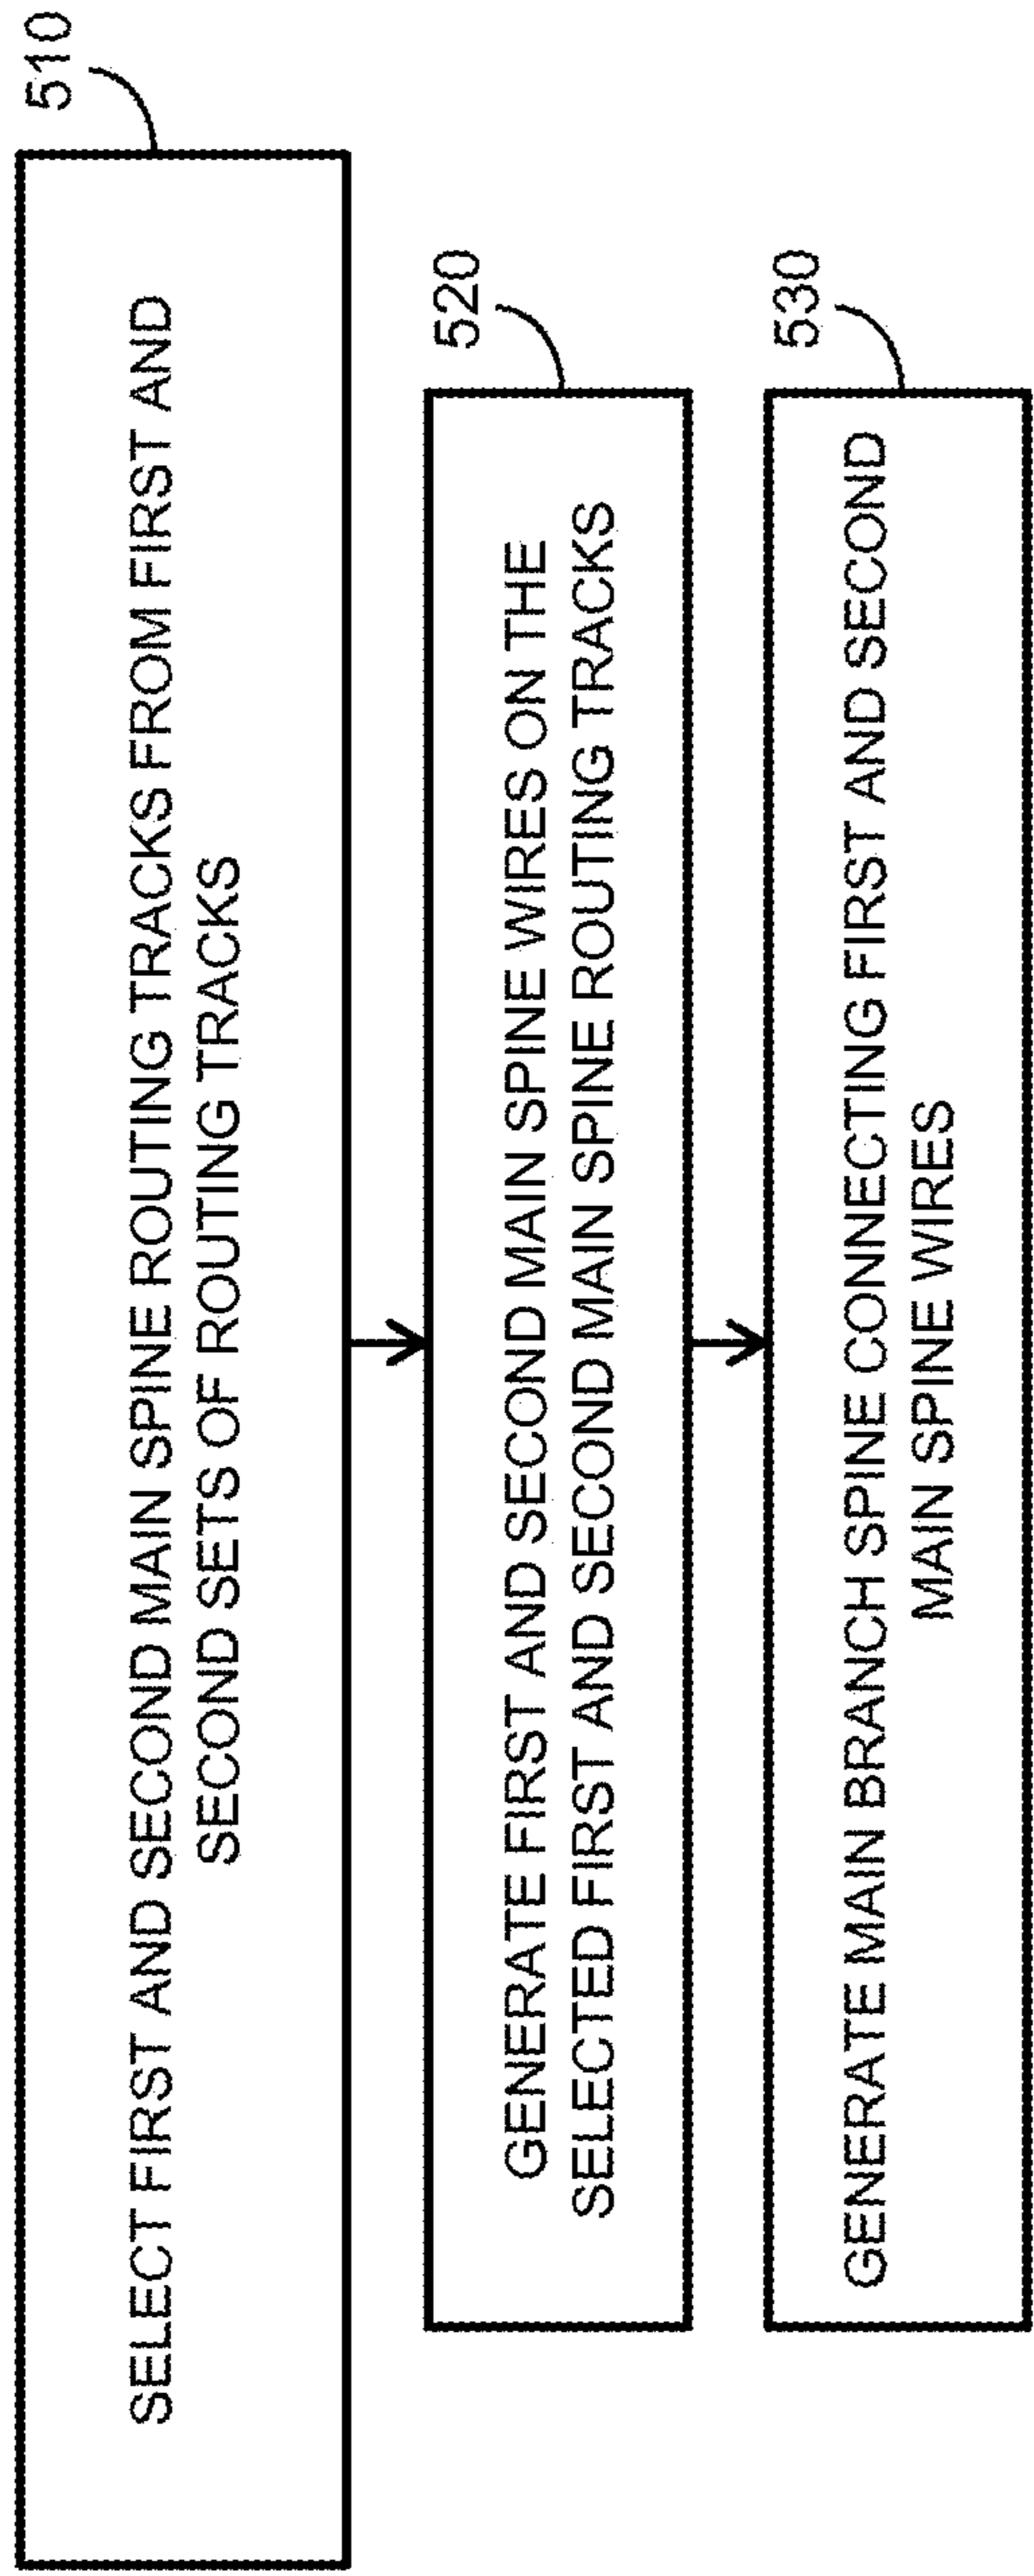 510
SELECT FIRST AND SECOND MAIN SPINE ROUTING TRACKS FROM FIRST AND
SECOND SETS OF ROUTING TRACKS
520
GENERATE FIRST AND SECOND MAIN SPINE WIRES ON THE
SELECTED FIRST AND SECOND MAIN SPINE ROUTING TRACKS
530
GENERATE MAIN BRANCH SPINE CONNECTING FIRST AND SECOND
MAIN SPINE WIRES